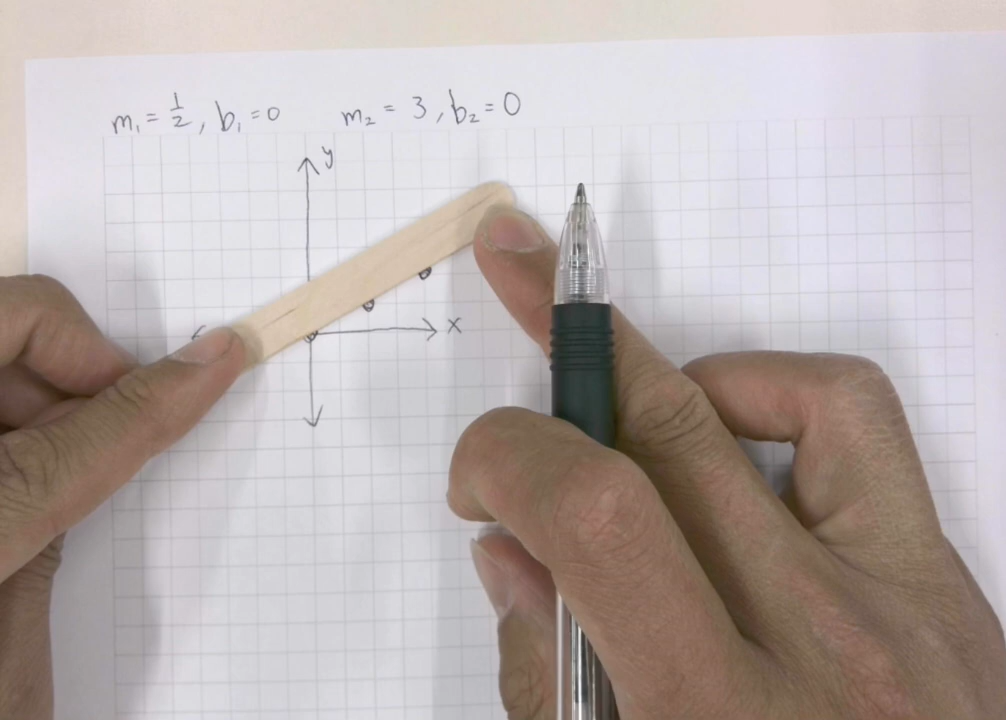 m₁ = 1/2, b₁ = 0 m₂ = 3, b₂ = 0
y
x